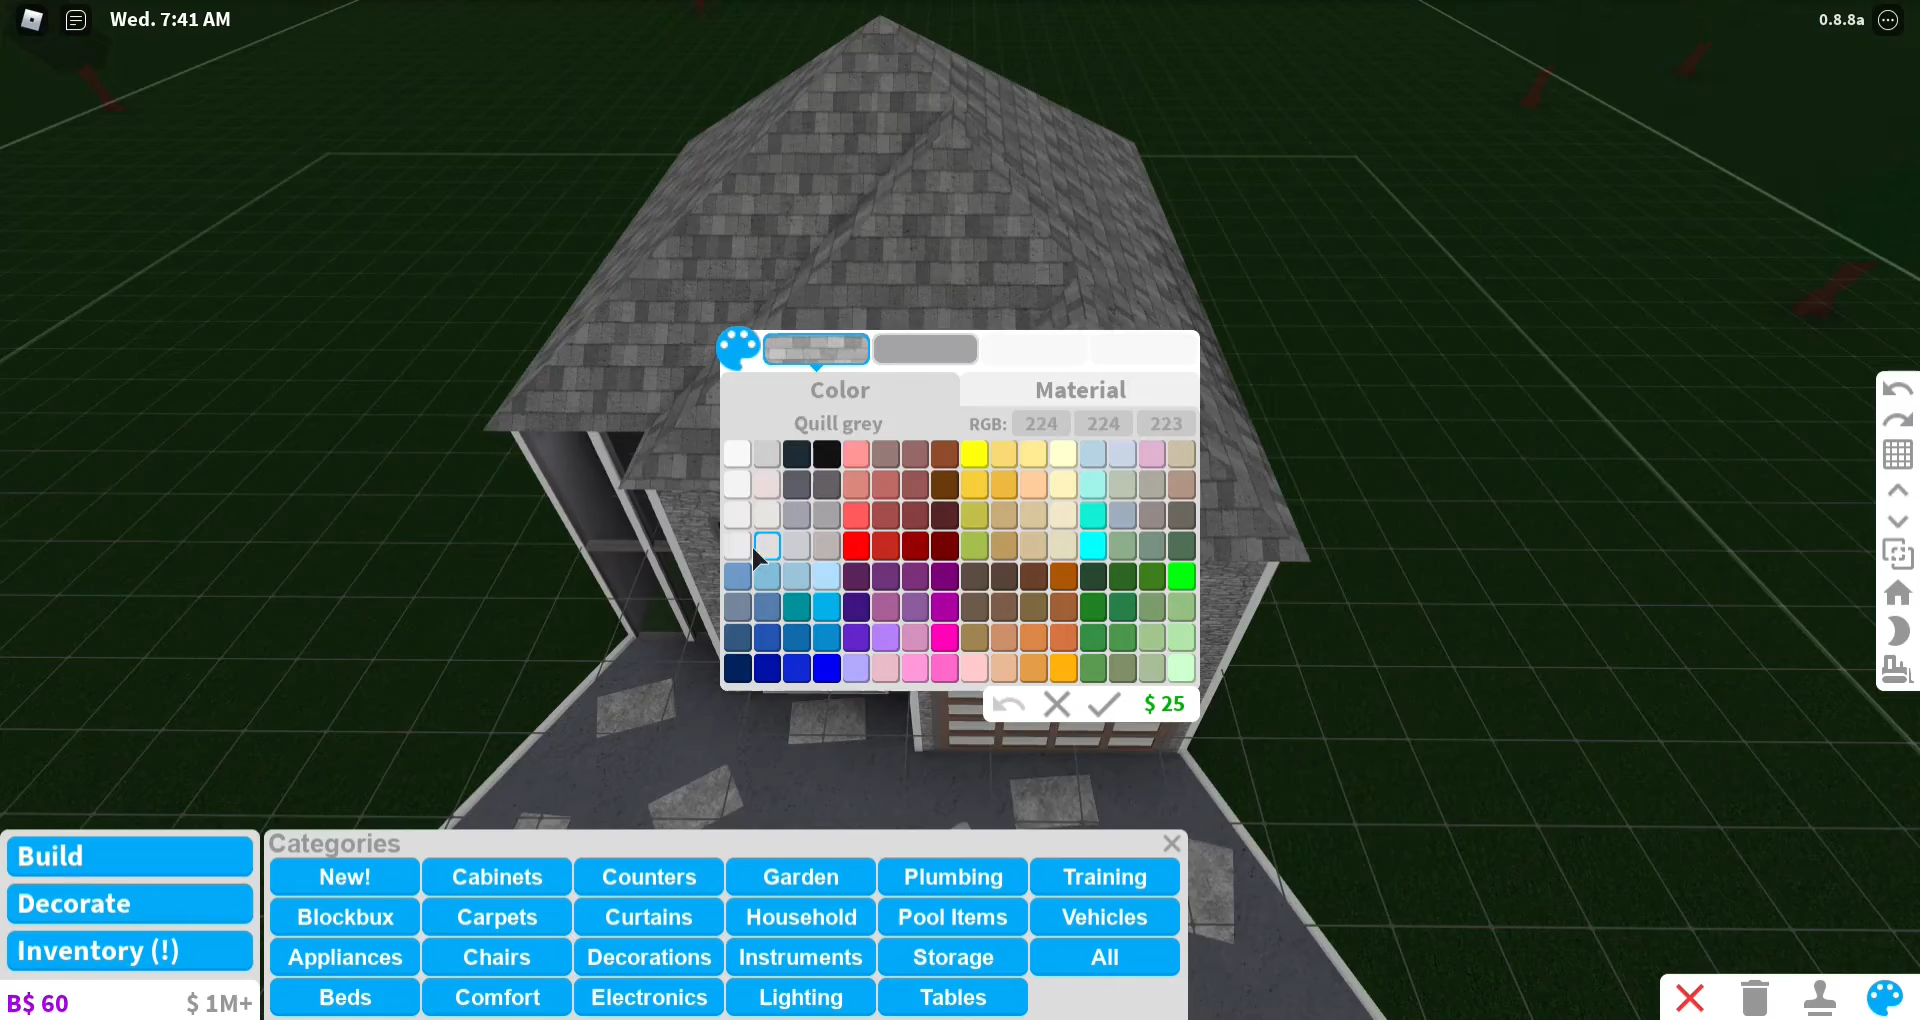 Wed. 7:41 AM
0.8.8a
Color
Material
Quill grey
RGB: 224 224 223
$ 25
Build
Decorate
Inventory (!)
B$ 60
$ 1M+
Categories
New! Cabinets Counters Garden Plumbing Training
Blockbux Carpets Curtains Household Pool Items Vehicles
Appliances Chairs Decorations Instruments Storage All
Beds Comfort Electronics Lighting Tables